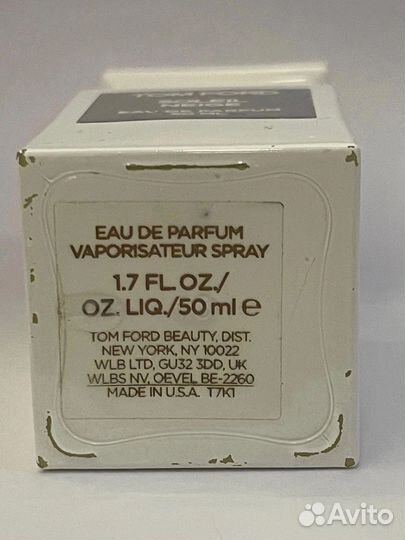 TOM FORD
SOLEIL
NEIGE
EAU DE PARFUM
EAU DE PARFUM
VAPORISATEUR SPRAY
1.7 FL. OZ./
OZ. LIQ./50 ml e
TOM FORD BEAUTY, DIST.
NEW YORK, NY 10022
WLB LTD, GU32 3DD, UK
WLBS NV, OEVEL BE-2260
MADE IN U.S.A. T7K1
Avito